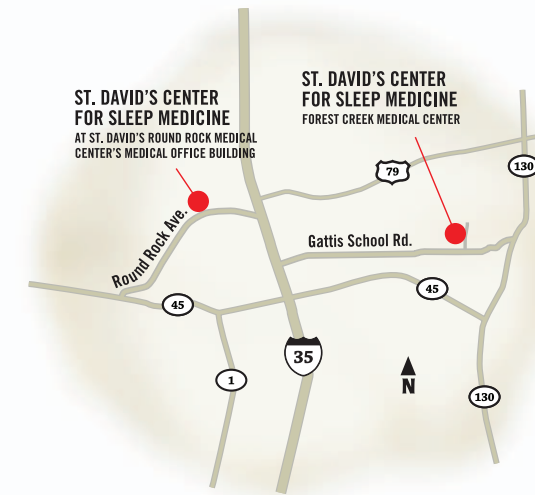 ST. DAVID'S CENTER
FOR SLEEP MEDICINE
AT ST. DAVID'S ROUND ROCK MEDICAL
CENTER'S MEDICAL OFFICE BUILDING
ST. DAVID'S CENTER
FOR SLEEP MEDICINE
FOREST CREEK MEDICAL CENTER
79
130
Round Rock Ave.
Gattis School Rd.
45
45
35
1
N
130